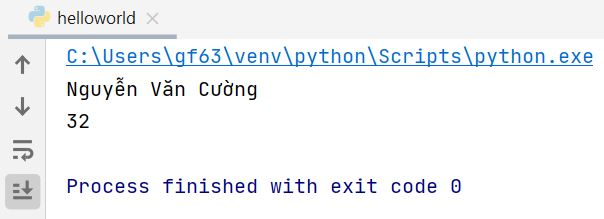 helloworld
C:\Users\gf63\venv\python\Scripts\python.exe
Nguyễn Văn Cường
32
Process finished with exit code 0